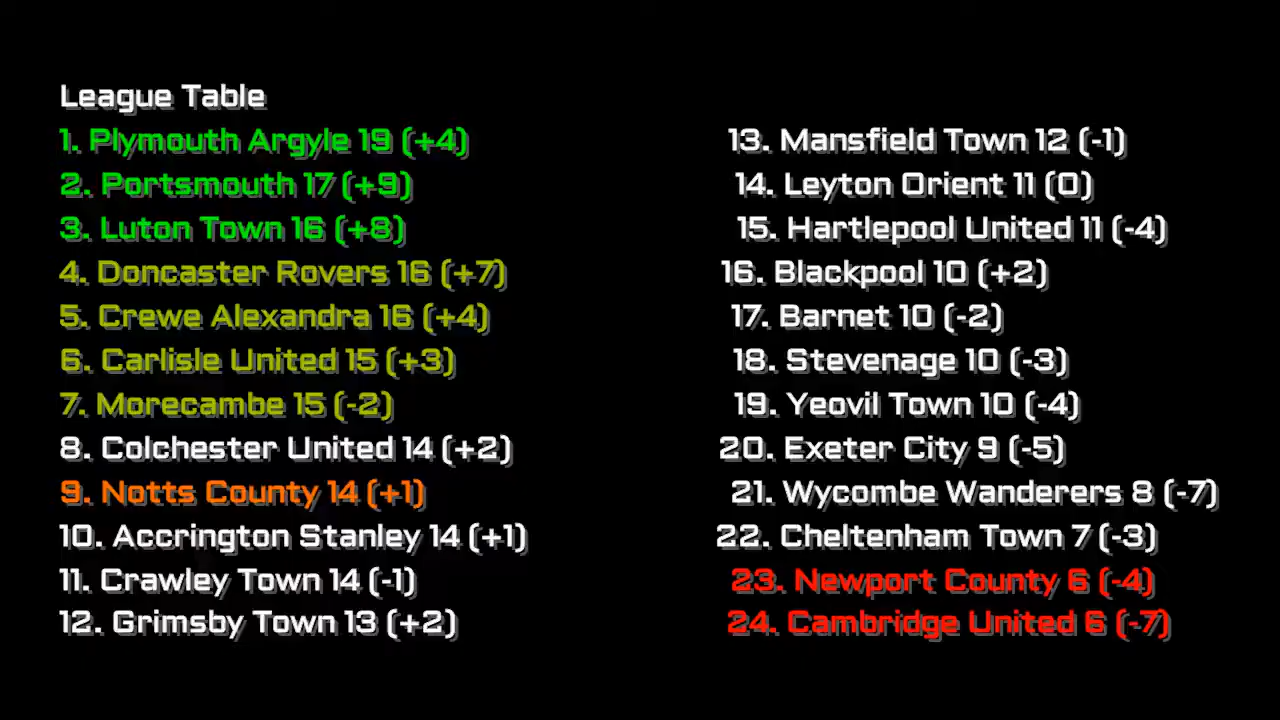 League Table
1. Plymouth Argyle 19 (+4)
2. Portsmouth 17 (+9)
3. Luton Town 16 (+8)
4. Doncaster Rovers 16 (+7)
5. Crewe Alexandra 16 (+4)
6. Carlisle United 15 (+3)
7. Morecambe 15 (-2)
8. Colchester United 14 (+2)
9. Notts County 14 (+1)
10. Accrington Stanley 14 (+1)
11. Crawley Town 14 (-1)
12. Grimsby Town 13 (+2)
13. Mansfield Town 12 (-1)
14. Leyton Orient 11 (0)
15. Hartlepool United 11 (-4)
16. Blackpool 10 (+2)
17. Barnet 10 (-2)
18. Stevenage 10 (-3)
19. Yeovil Town 10 (-4)
20. Exeter City 9 (-5)
21. Wycombe Wanderers 8 (-7)
22. Cheltenham Town 7 (-3)
23. Newport County 6 (-4)
24. Cambridge United 6 (-7)